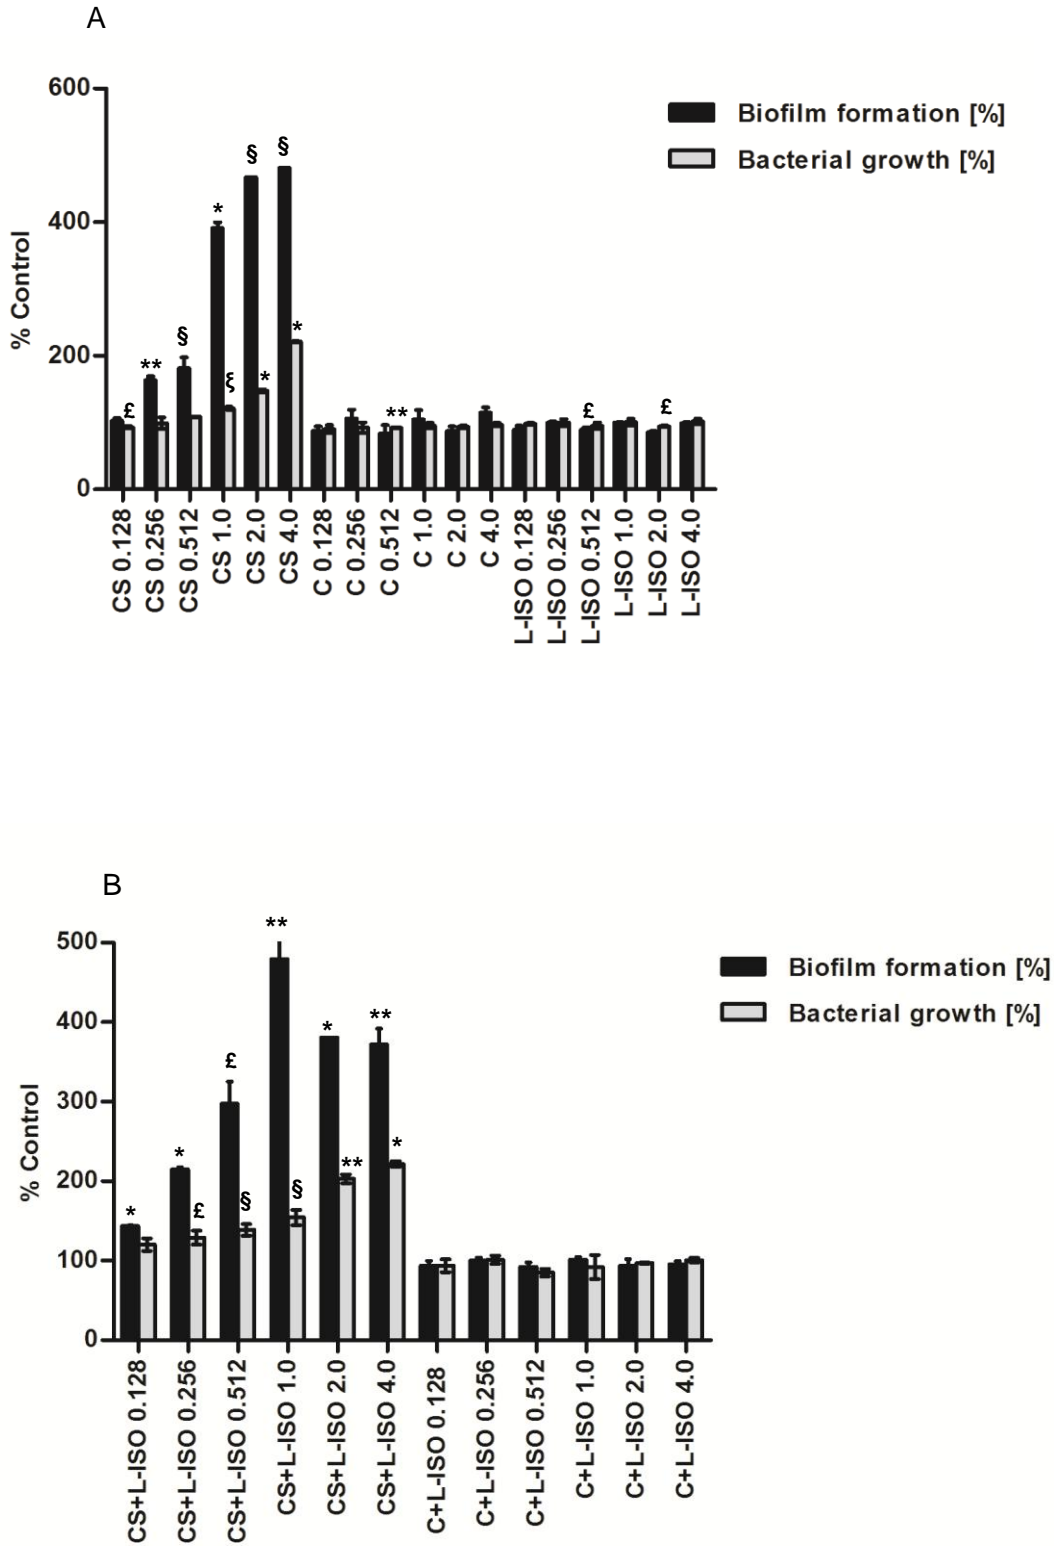 A
600
400
200
0
% Control
Biofilm formation [%]
Bacterial growth [%]
£
**
§
*
ξ
§
*
§
*
**
£
£
CS 0.128
CS 0.256
CS 0.512
CS 1.0
CS 2.0
CS 4.0
C 0.128
C 0.256
C 0.512
C 1.0
C 2.0
C 4.0
L-ISO 0.128
L-ISO 0.256
L-ISO 0.512
L-ISO 1.0
L-ISO 2.0
L-ISO 4.0
B
500
400
300
200
100
0
% Control
Biofilm formation [%]
Bacterial growth [%]
*
*
£
£
§
**
§
*
**
**
*
CS+L-ISO 0.128
CS+L-ISO 0.256
CS+L-ISO 0.512
CS+L-ISO 1.0
CS+L-ISO 2.0
CS+L-ISO 4.0
C+L-ISO 0.128
C+L-ISO 0.256
C+L-ISO 0.512
C+L-ISO 1.0
C+L-ISO 2.0
C+L-ISO 4.0